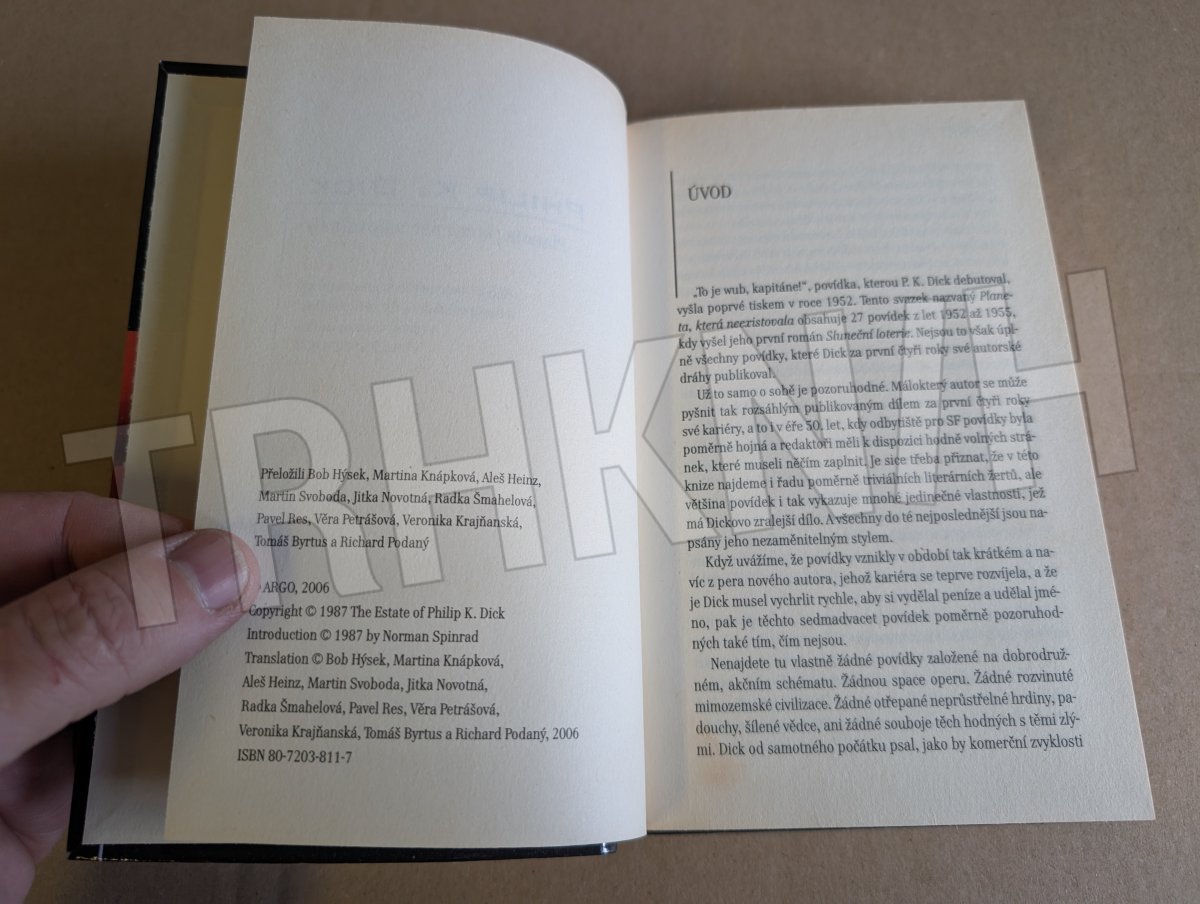 Přeložili Bob Hýsek, Martina Knápková, Aleš Heinz,
Martin Svoboda, Jitka Novotná, Radka Šmahelová,
Pavel Res, Věra Petrášová, Veronika Krajňanská,
Tomáš Byrtus a Richard Podaný
ARGO, 2006
Copyright © 1987 The Estate of Philip K. Dick
Introduction © 1987 by Norman Spinrad
Translation © Bob Hýsek, Martina Knápková,
Aleš Heinz, Martin Svoboda, Jitka Novotná,
Radka Šmahelová, Pavel Res, Věra Petrášová,
Veronika Krajňanská, Tomáš Byrtus a Richard Podaný, 2006
ISBN 80-7203-811-7
ÚVOD
„To je wub, kapitáne!“, povídka, kterou P. K. Dick debutoval,
vyšla poprvé tiskem v roce 1952. Tento svazek nazvaný Plane-
ta, která neexistovala obsahuje 27 povídek z let 1952 až 1955,
kdy vyšel jeho první román Sluneční loterie. Nejsou to však úpl-
ně všechny povídky, které Dick za první čtyři roky své autorské
dráhy publikoval.
Už to samo o sobě je pozoruhodné. Málokterý autor se může
pyšnit tak rozsáhlým publikovaným dílem za první čtyři roky
své kariéry, a to i v éře 50. let, kdy odbytiště pro SF povídky byla
poměrně hojná a redaktoři měli k dispozici hodně volných strá-
nek, které museli něčím zaplnit. Je sice třeba přiznat, že v této
knize najdeme i řadu poměrně triviálních literárních žertů, ale
většina povídek i tak vykazuje mnohé jedinečné vlastnosti, jež
má Dickovo zralejší dílo. A všechny do té nejposlednější jsou na-
psány jeho nezaměnitelným stylem.
Když uvážíme, že povídky vznikly v období tak krátkém a na-
víc z pera nového autora, jehož kariéra se teprve rozvíjela, a že
je Dick musel vychrlit rychle, aby si vydělal peníze a udělal jmé-
no, pak je těchto sedmadvacet povídek poměrně pozoruhod-
ných také tím, čím nejsou.
Nenajdete tu vlastně žádné povídky založené na dobrodruž-
ném, akčním schématu. Žádnou space operu. Žádné rozvinuté
mimozemské civilizace. Žádné otřepané neprůstřelné hrdiny, pa-
douchy, šílené vědce, ani žádné souboje těch hodných s těmi zlý-
mi. Dick od samotného počátku psal, jako by komerční zvyklosti
TRHKNIH